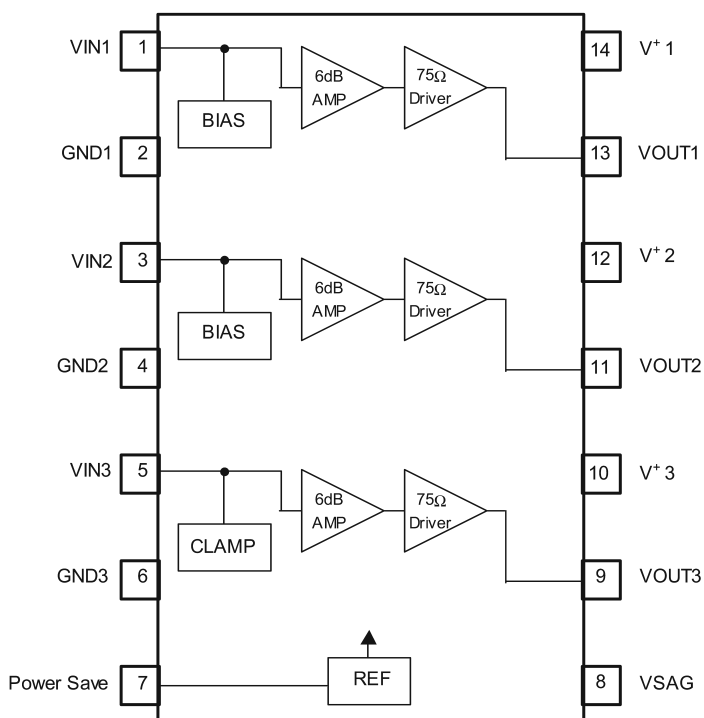 VIN1 1 14 V+ 1
6dB AMP
75Ω Driver
BIAS
GND1 2 13 VOUT1
VIN2 3 12 V+ 2
6dB AMP
75Ω Driver
BIAS
GND2 4 11 VOUT2
VIN3 5 10 V+ 3
6dB AMP
75Ω Driver
CLAMP
GND3 6 9 VOUT3
Power Save 7 REF 8 VSAG